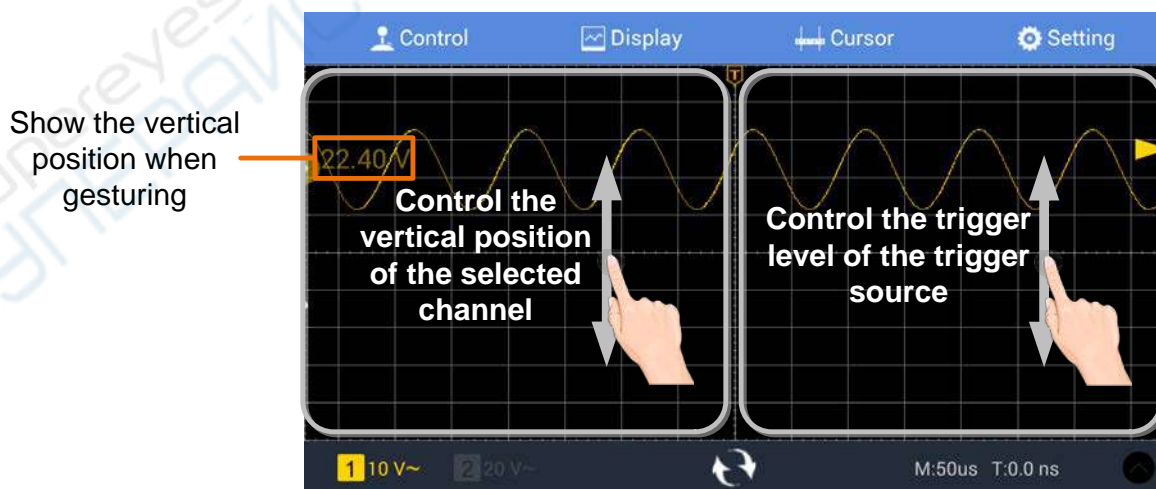 Control
Display
Cursor
Setting
T
Show the vertical
position when
gesturing
22.40 V
Control the
vertical position
of the selected
channel
Control the trigger
level of the trigger
source
1 10 V~
2 20 V~
M:50us T:0.0 ns